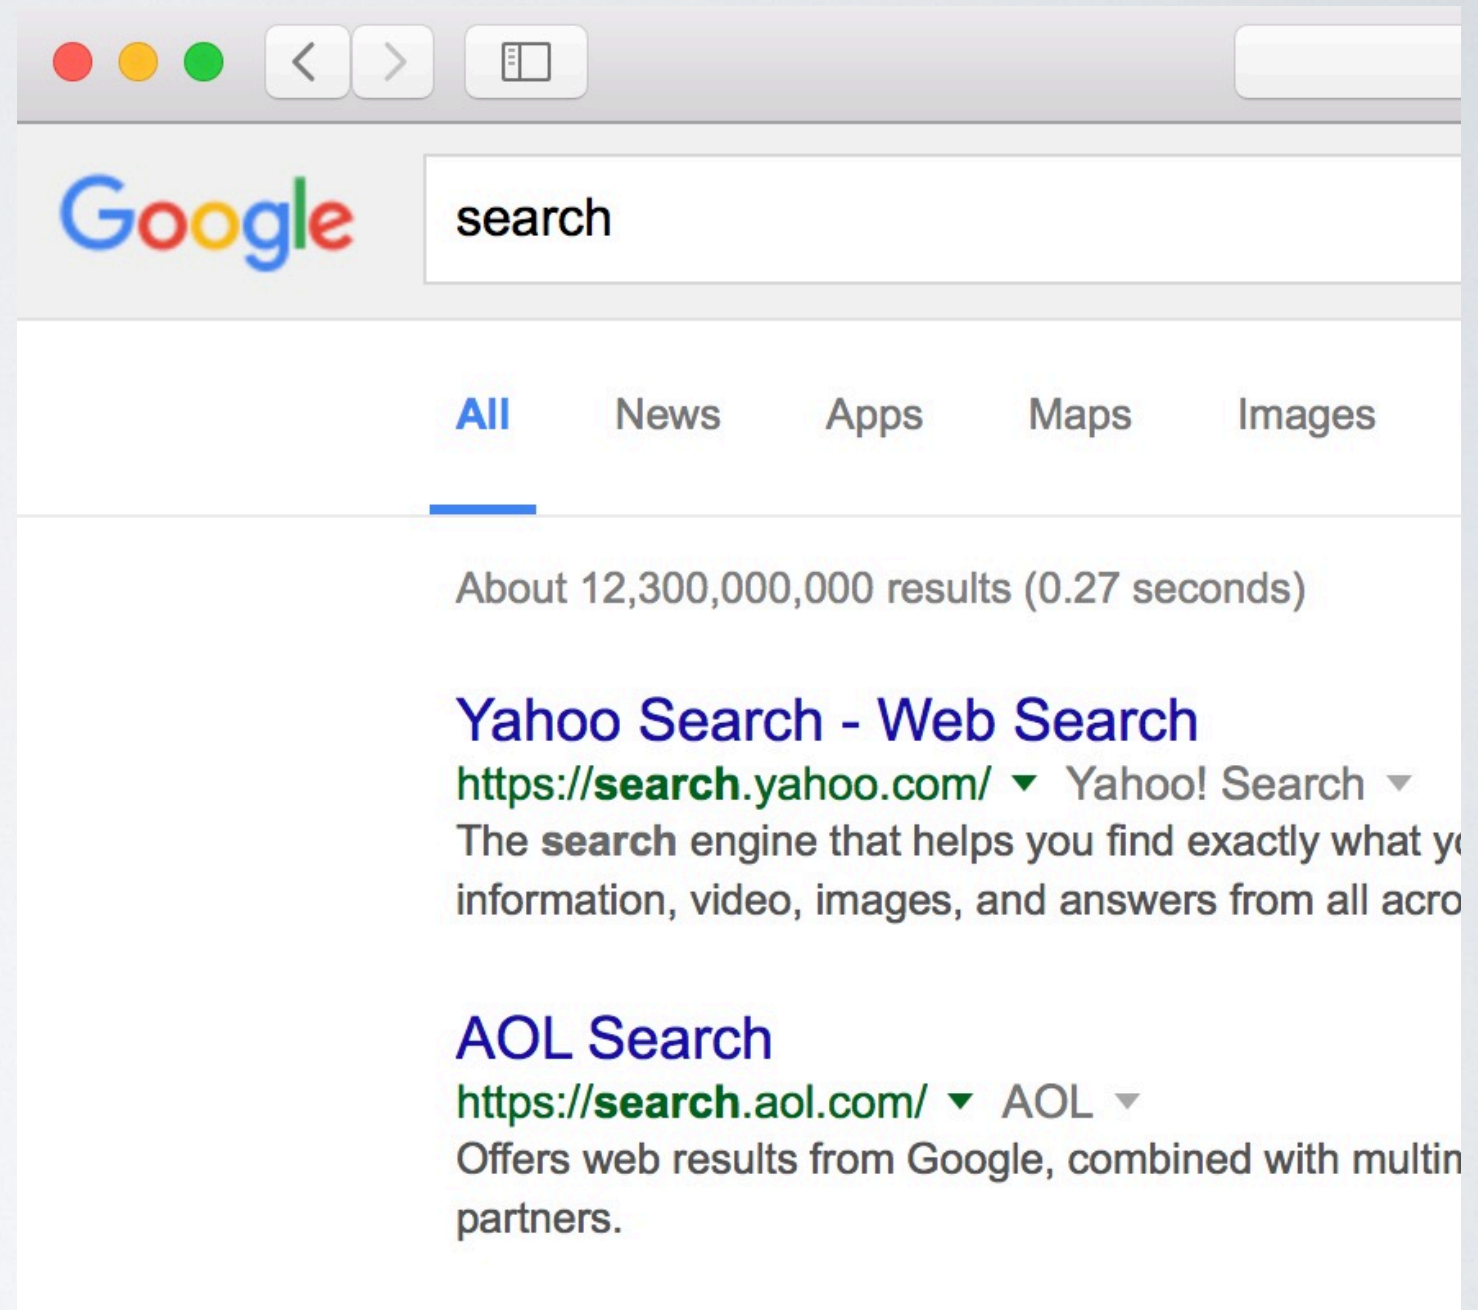 Google
search
All News Apps Maps Images
About 12,300,000,000 results (0.27 seconds)
Yahoo Search - Web Search
https://search.yahoo.com/ Yahoo! Search
The search engine that helps you find exactly what
information, video, images, and answers from all
AOL Search
https://search.aol.com/ AOL
Offers web results from Google, combined with
partners.